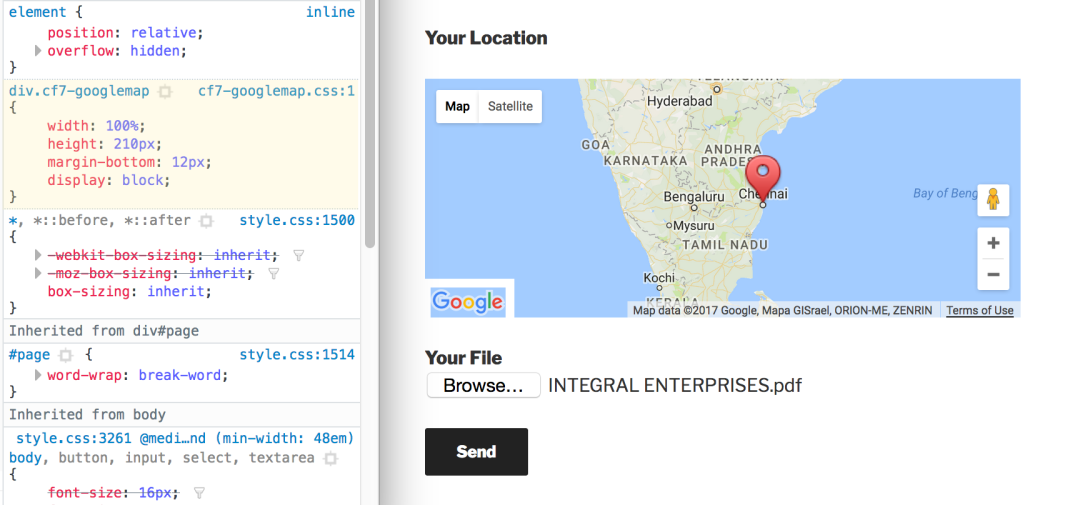 element { inline
position: relative;
overflow: hidden;
}
div.cf7-googlemap cf7-googlemap.css:1
{
width: 100%;
height: 210px;
margin-bottom: 12px;
display: block;
}
*, *::before, *::after style.css:1500
{
-webkit-box-sizing: inherit;
-moz-box-sizing: inherit;
box-sizing: inherit;
}
Inherited from div#page
#page { style.css:1514
word-wrap: break-word;
}
Inherited from body
style.css:3261 @medi…nd (min-width: 48em)
body, button, input, select, textarea
{
font-size: 16px;
Your Location
Map Satellite
Hyderabad
GOA
KARNATAKA
ANDHRA
Bengaluru
Chennai
Mysuru
TAMIL NADU
Kochi
KERALA
Google
Map data ©2017 Google, Mapa GISrael, ORION-ME, ZENRIN Terms of Use
Your File
Browse... INTEGRAL ENTERPRISES.pdf
Send